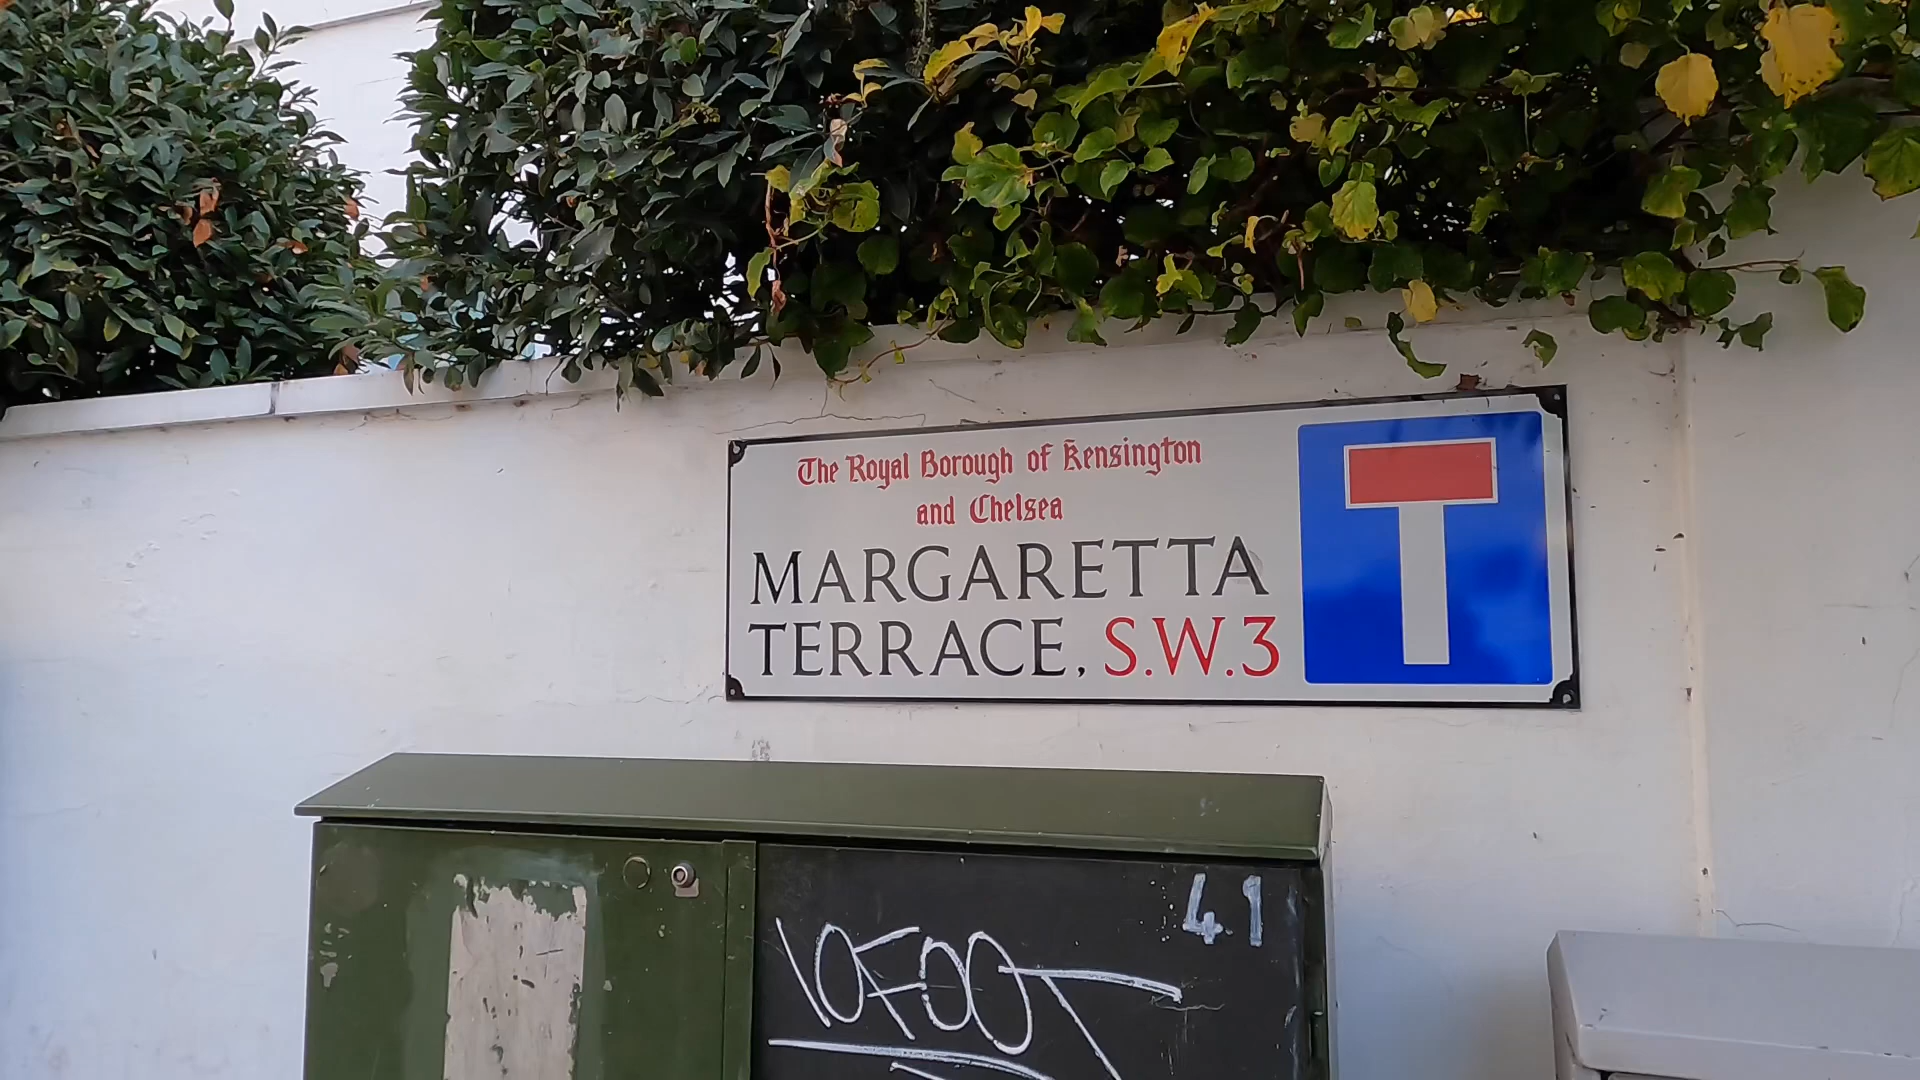 The Royal Borough of Kensington
and Chelsea
MARGARETTA
TERRACE, S.W.3
41
10FOOT